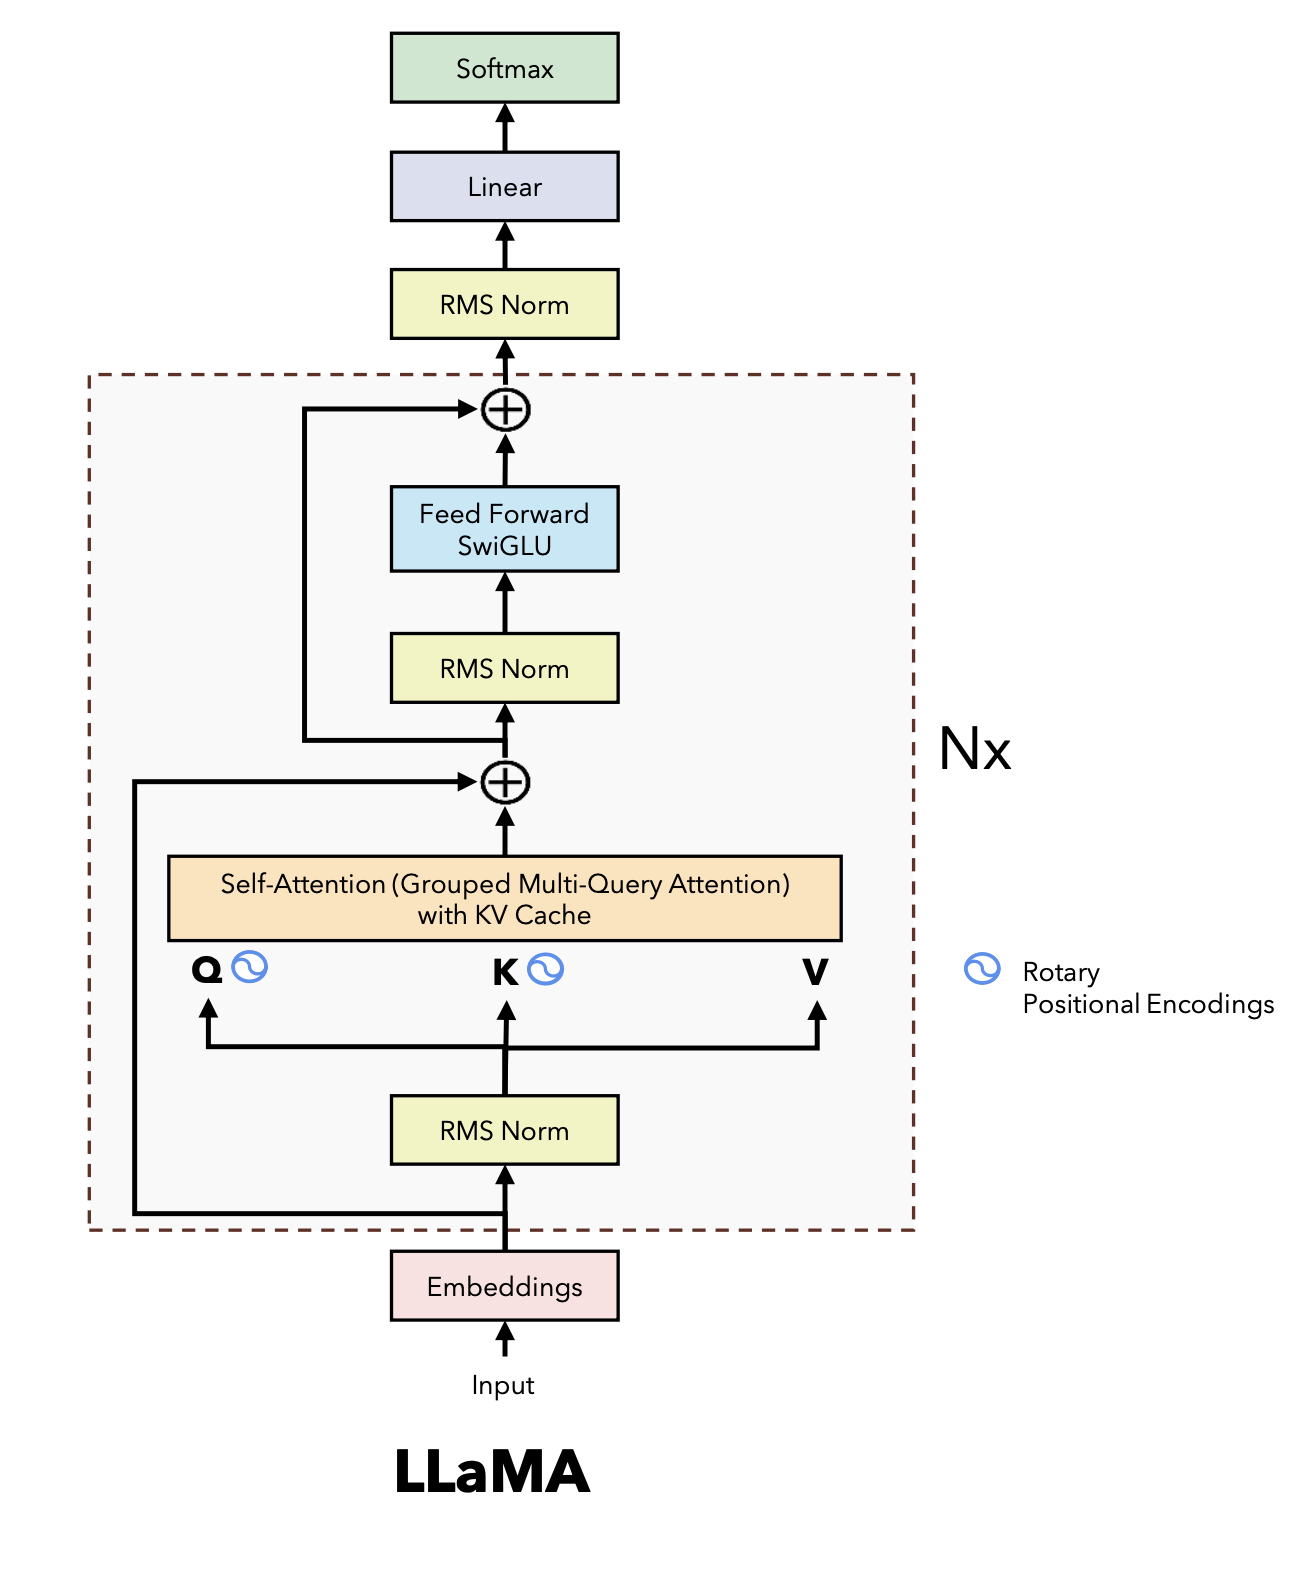 Softmax
Linear
RMS Norm
Feed Forward
SwiGLU
RMS Norm
Nx
Self-Attention (Grouped Multi-Query Attention)
with KV Cache
Q K V
Rotary
Positional Encodings
RMS Norm
Embeddings
Input
LLaMA